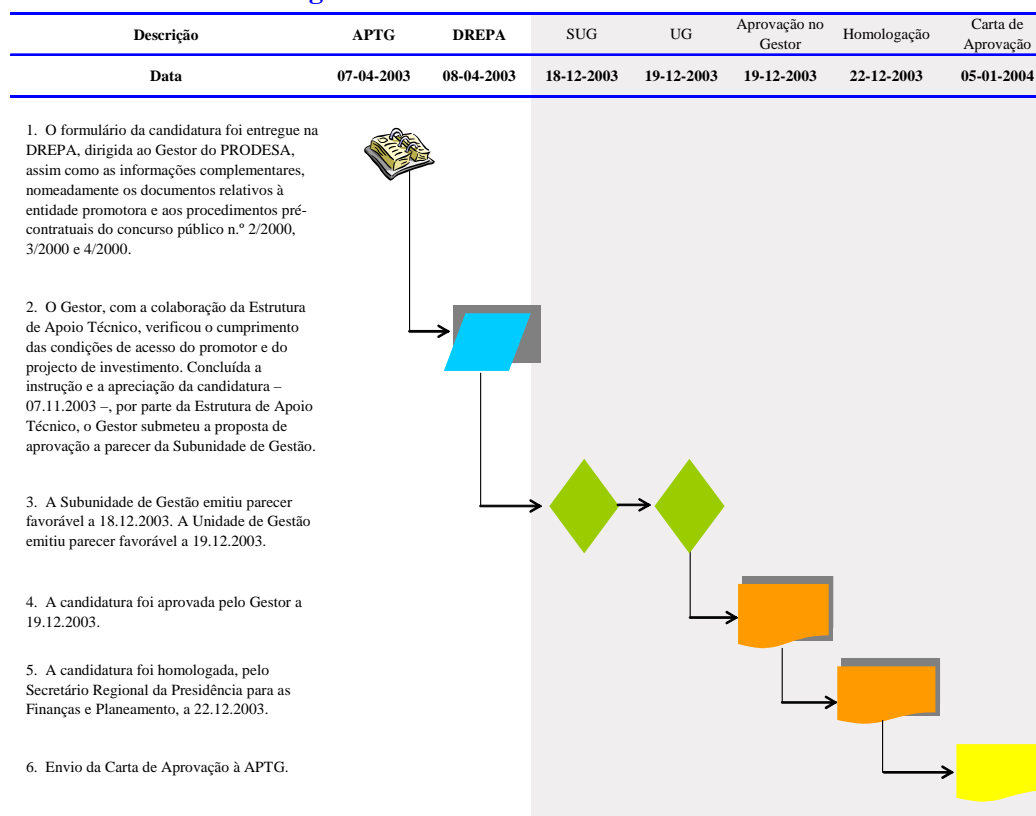 Descrição APTG DREPA SUG UG Aprovação no Gestor Homologação Carta de Aprovação
Data 07-04-2003 08-04-2003 18-12-2003 19-12-2003 19-12-2003 22-12-2003 05-01-2004
1. O formulário da candidatura foi entregue na
DREPA, dirigida ao Gestor do PRODESA,
assim como as informações complementares,
nomeadamente os documentos relativos à
entidade promotora e aos procedimentos pré-
contratuais do concurso público n.º 2/2000,
3/2000 e 4/2000.
2. O Gestor, com a colaboração da Estrutura
de Apoio Técnico, verificou o cumprimento
das condições de acesso do promotor e do
projecto de investimento. Concluída a
instrução e a apreciação da candidatura –
07.11.2003 –, por parte da Estrutura de Apoio
Técnico, o Gestor submeteu a proposta de
aprovação a parecer da Subunidade de Gestão.
3. A Subunidade de Gestão emitiu parecer
favorável a 18.12.2003. A Unidade de Gestão
emitiu parecer favorável a 19.12.2003.
4. A candidatura foi aprovada pelo Gestor a
19.12.2003.
5. A candidatura foi homologada, pelo
Secretário Regional da Presidência para as
Finanças e Planeamento, a 22.12.2003.
6. Envio da Carta de Aprovação à APTG.